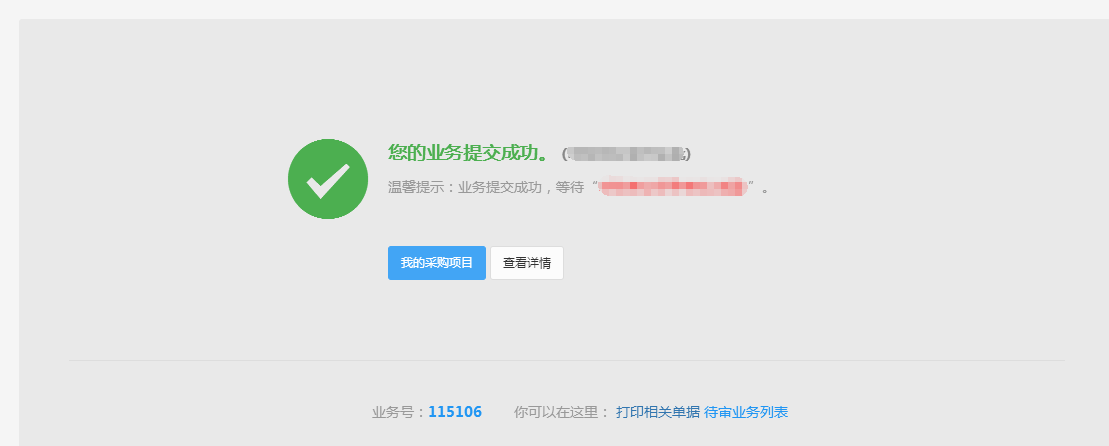 您的业务提交成功。 ( )
温馨提示：业务提交成功，等待“ ”。
我的采购项目 查看详情
业务号：115106 你可以在这里： 打印相关单据 待审业务列表